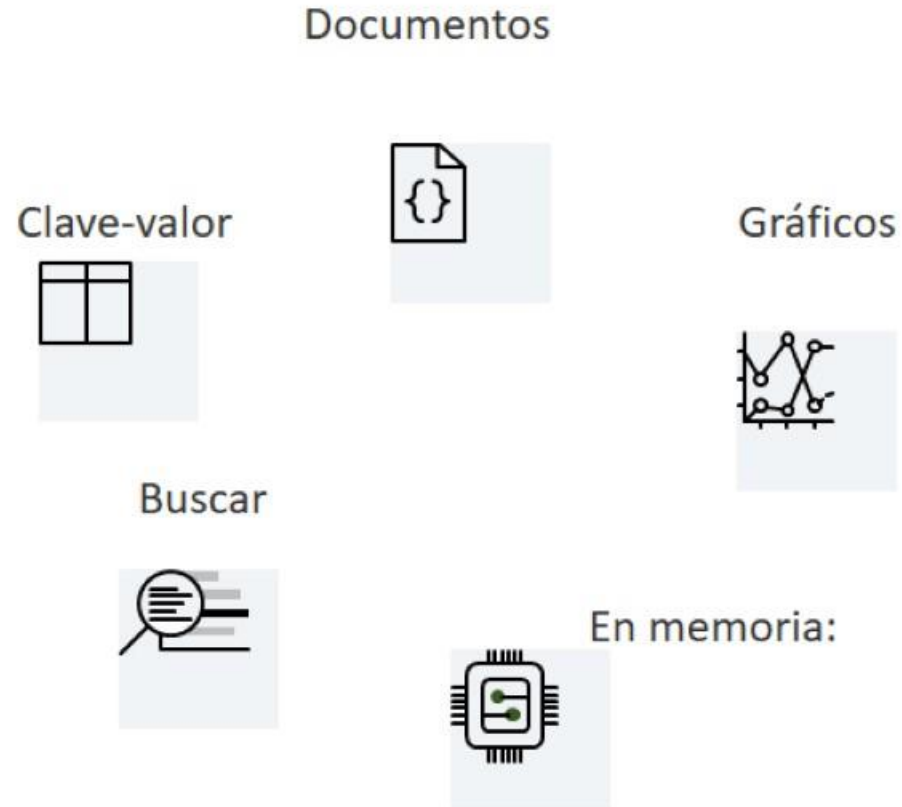 Documentos
Clave-valor
Gráficos
{}
Buscar
En memoria: